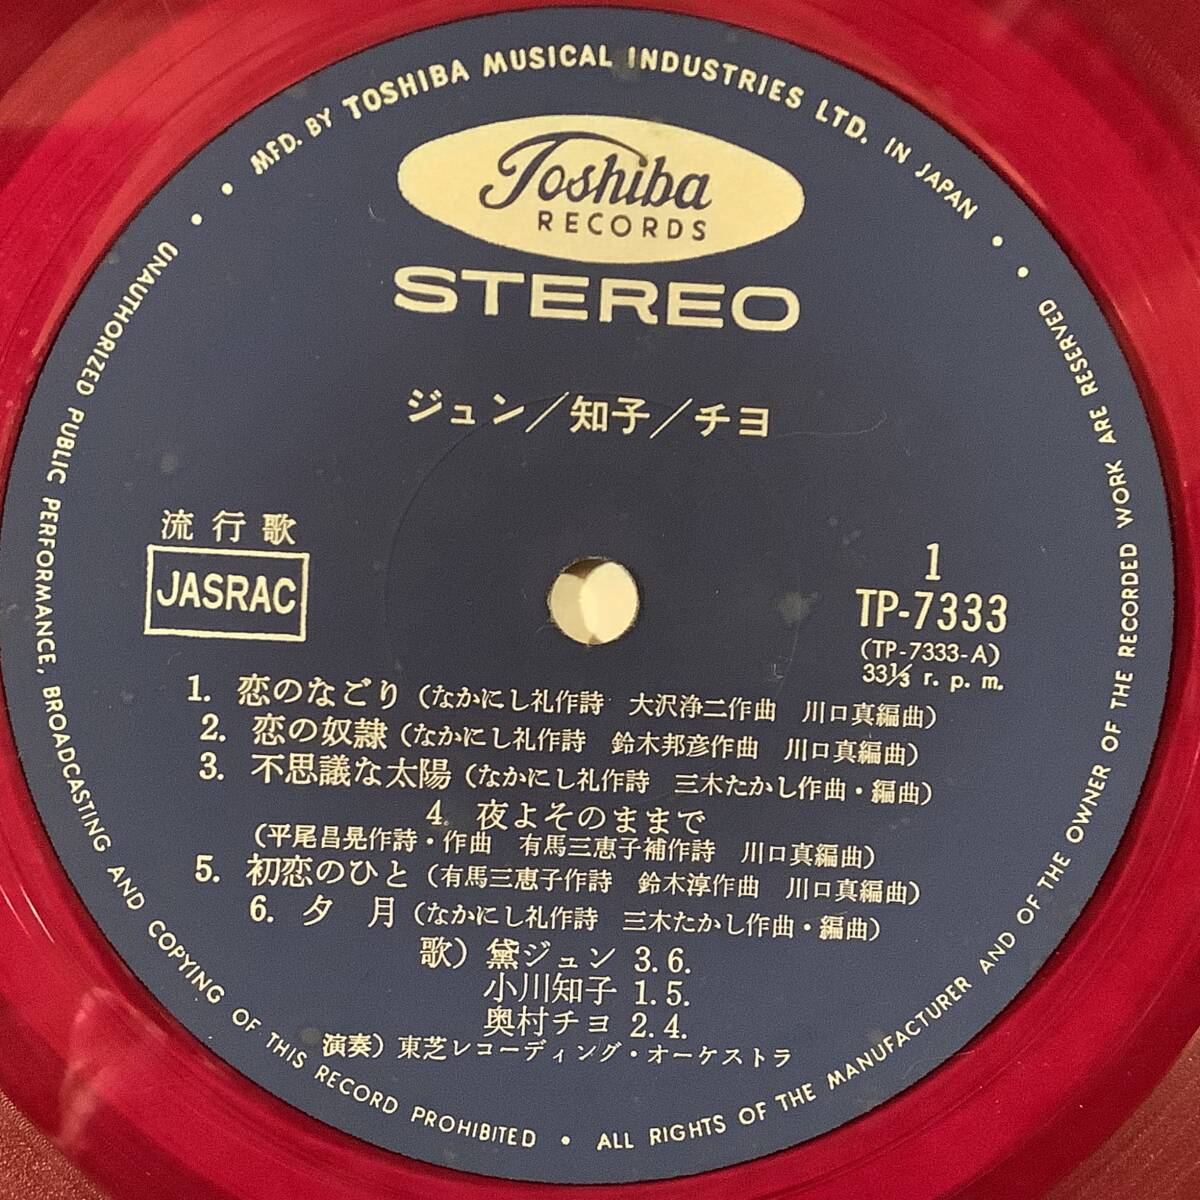 MFD. BY TOSHIBA MUSICAL INDUSTRIES LTD. IN JAPAN
Toshiba
RECORDS
STEREO
ジュン／知子／チヨ
流行歌
JASRAC
1
TP-7333
(TP-7333-A)
33⅓ r. p. m.
1. 恋のなごり (なかにし礼作詩 大沢浄二作曲 川口真編曲)
2. 恋の奴隷 (なかにし礼作詩 鈴木邦彦作曲 川口真編曲)
3. 不思議な太陽 (なかにし礼作詩 三木たかし作曲・編曲)
4. 夜よそのままで
(平尾昌晃作詩・作曲 有馬三恵子補作詩 川口真編曲)
5. 初恋のひと (有馬三恵子作詩 鈴木淳作曲 川口真編曲)
6. 夕月 (なかにし礼作詩 三木たかし作曲・編曲)
歌) 黛ジュン 3.6.
小川知子 1.5.
奥村チヨ 2.4.
演奏) 東芝レコーディング・オーケストラ
UNAUTHORIZED PUBLIC PERFORMANCE, BROADCASTING AND COPYING OF THIS RECORD PROHIBITED • ALL RIGHTS OF THE MANUFACTURER AND OF THE OWNER OF THE RECORDED WORK ARE RESERVED